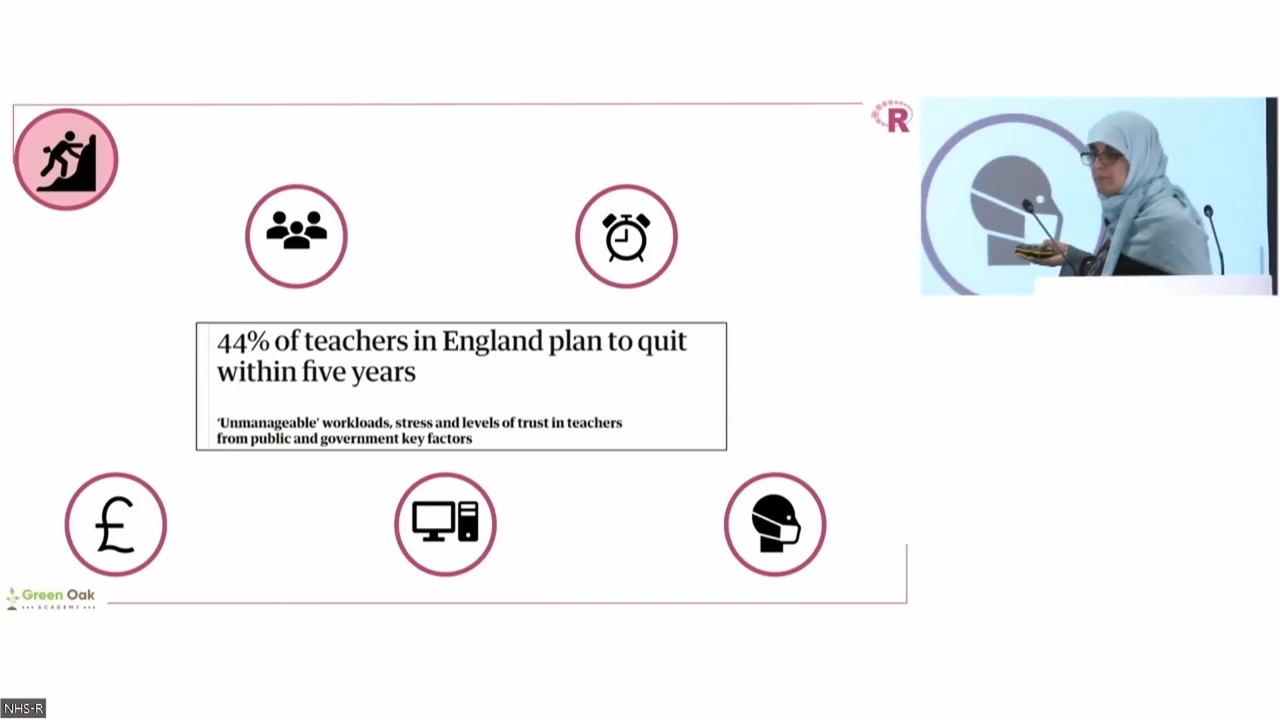 R
44% of teachers in England plan to quit
within five years
‘Unmanageable’ workloads, stress and levels of trust in teachers
from public and government key factors
£
Green Oak
ACADEMY
NHS-R